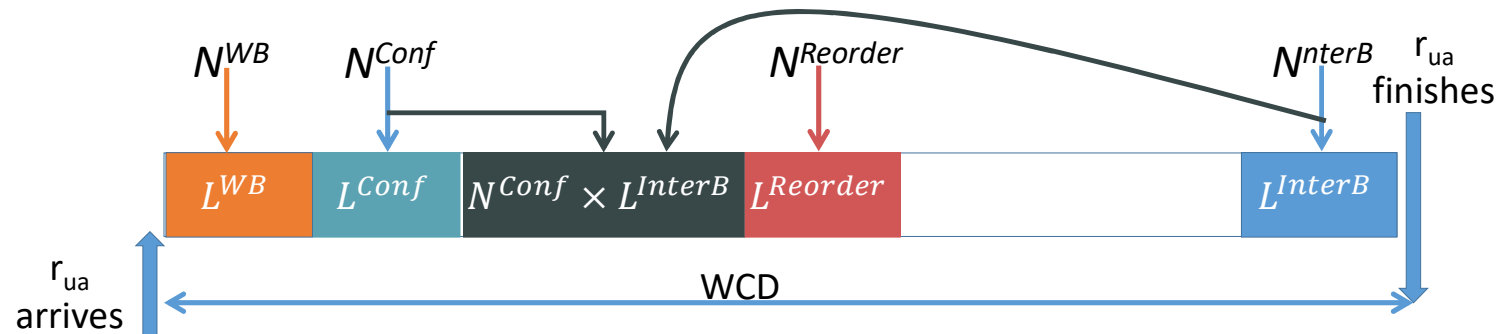 N^WB N^Conf N^Reorder N^nterB r_ua
finishes
L^WB L^Conf N^Conf × L^InterB L^Reorder L^InterB
r_ua
arrives
WCD